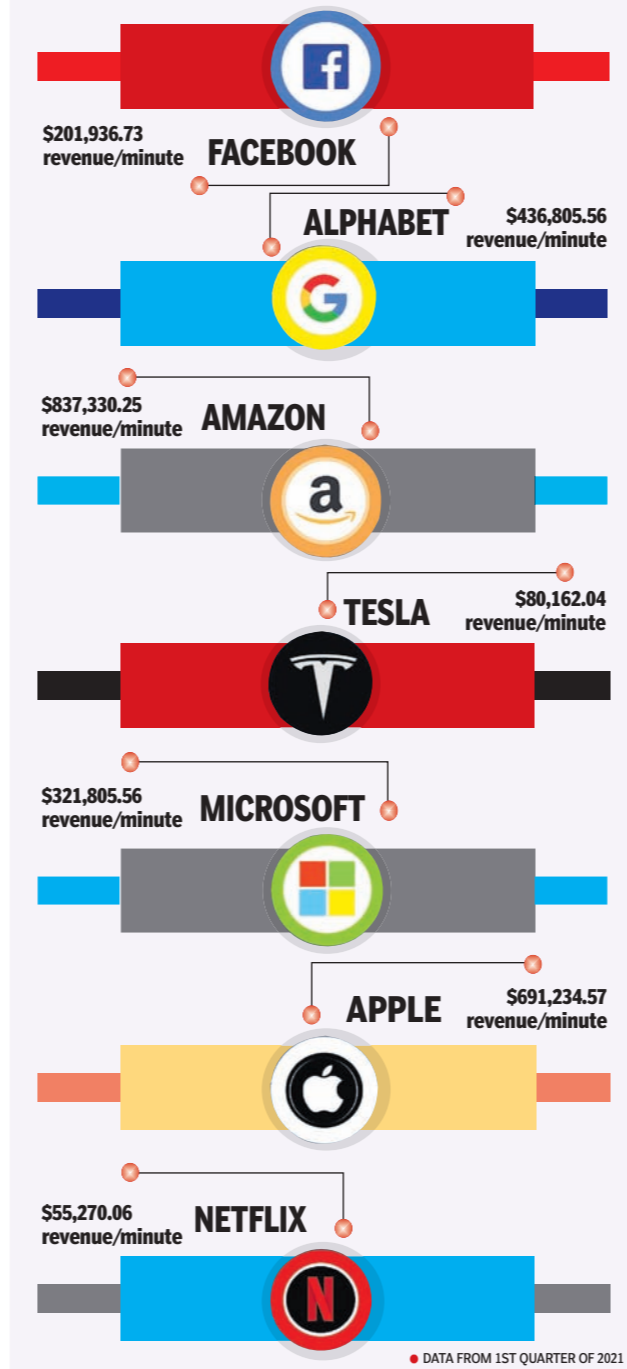 $201,936.73
revenue/minute
FACEBOOK
ALPHABET
$436,805.56
revenue/minute
G
$837,330.25
revenue/minute
AMAZON
a
TESLA
$80,162.04
revenue/minute
$321,805.56
revenue/minute
MICROSOFT
APPLE
$691,234.57
revenue/minute
$55,270.06
revenue/minute
NETFLIX
N
DATA FROM 1ST QUARTER OF 2021